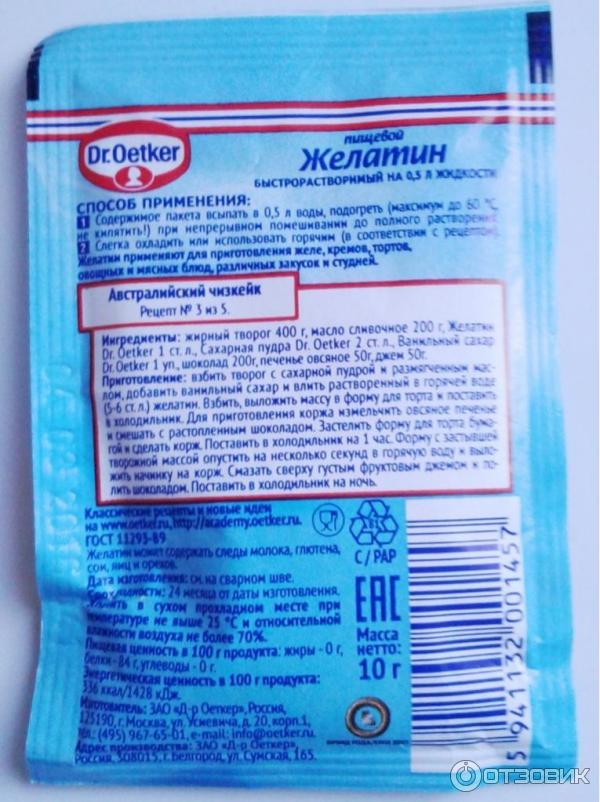 Dr.Oetker
пищевой
Желатин
БЫСТРОРАСТВОРИМЫЙ НА 0,5 Л ЖИДКОСТИ
СПОСОБ ПРИМЕНЕНИЯ:
1 Содержимое пакета всыпать в 0,5 л воды, подогреть (максимум до 60 °С,
не кипятить!) при непрерывном помешивании до полного растворения.
2 Слегка охладить или использовать горячим (в соответствии с рецептом).
Желатин применяют для приготовления желе, кремов, тортов,
овощных и мясных блюд, различных закусок и студней.
Австралийский чизкейк
Рецепт № 3 из 5.
Ингредиенты: жирный творог 400 г, масло сливочное 200 г, Желатин
Dr. Oetker 1 ст. л., Сахарная пудра Dr. Oetker 2 ст. л., Ванильный сахар
Dr. Oetker 1 уп., шоколад 200г, печенье овсяное 50г, джем 50г.
Приготовление: взбить творог с сахарной пудрой и размягченным мас-
лом, добавить ванильный сахар и влить растворенный в горячей воде
(5-6 ст. л.) желатин. Взбить, выложить массу в форму для торта и поставить
в холодильник. Для приготовления коржа измельчить овсяное печенье
и смешать с растопленным шоколадом. Застелить форму для торта бума-
гой и сделать корж. Поставить в холодильник на 1 час. Форму с застывшей
творожной массой опустить на несколько секунд в горячую воду и выло-
жить начинку на корж. Смазать сверху густым фруктовым джемом и по-
лить шоколадом. Поставить в холодильник на ночь.
Классические рецепты и новые идеи
на www.oetker.ru, http://academy.oetker.ru.
ГОСТ 11293-89
Желатин может содержать следы молока, глютена,
сои, яиц и орехов.
Дата изготовления: см. на сварном шве.
Срок годности: 24 месяца от даты изготовления.
Хранить в сухом прохладном месте при
температуре не выше 25 °С и относительной
влажности воздуха не более 70%.
Пищевая ценность в 100 г продукта: жиры - 0 г,
белки - 84 г, углеводы - 0 г.
Энергетическая ценность в 100 г продукта:
336 ккал/1428 кДж.
Изготовитель: ЗАО «Д-р Оеткер», Россия,
125190, г. Москва, ул. Усиевича, д. 20, корп.1,
тел.: (495) 967-65-01, e-mail: info@oetker.ru.
Адрес производства: ЗАО «Д-р Оеткер»,
Россия, 308015, г. Белгород, ул. Сумская, 165.
C/PAP
EAC
Масса
нетто:
10 г
5 941132 001457
ОТЗОВИК